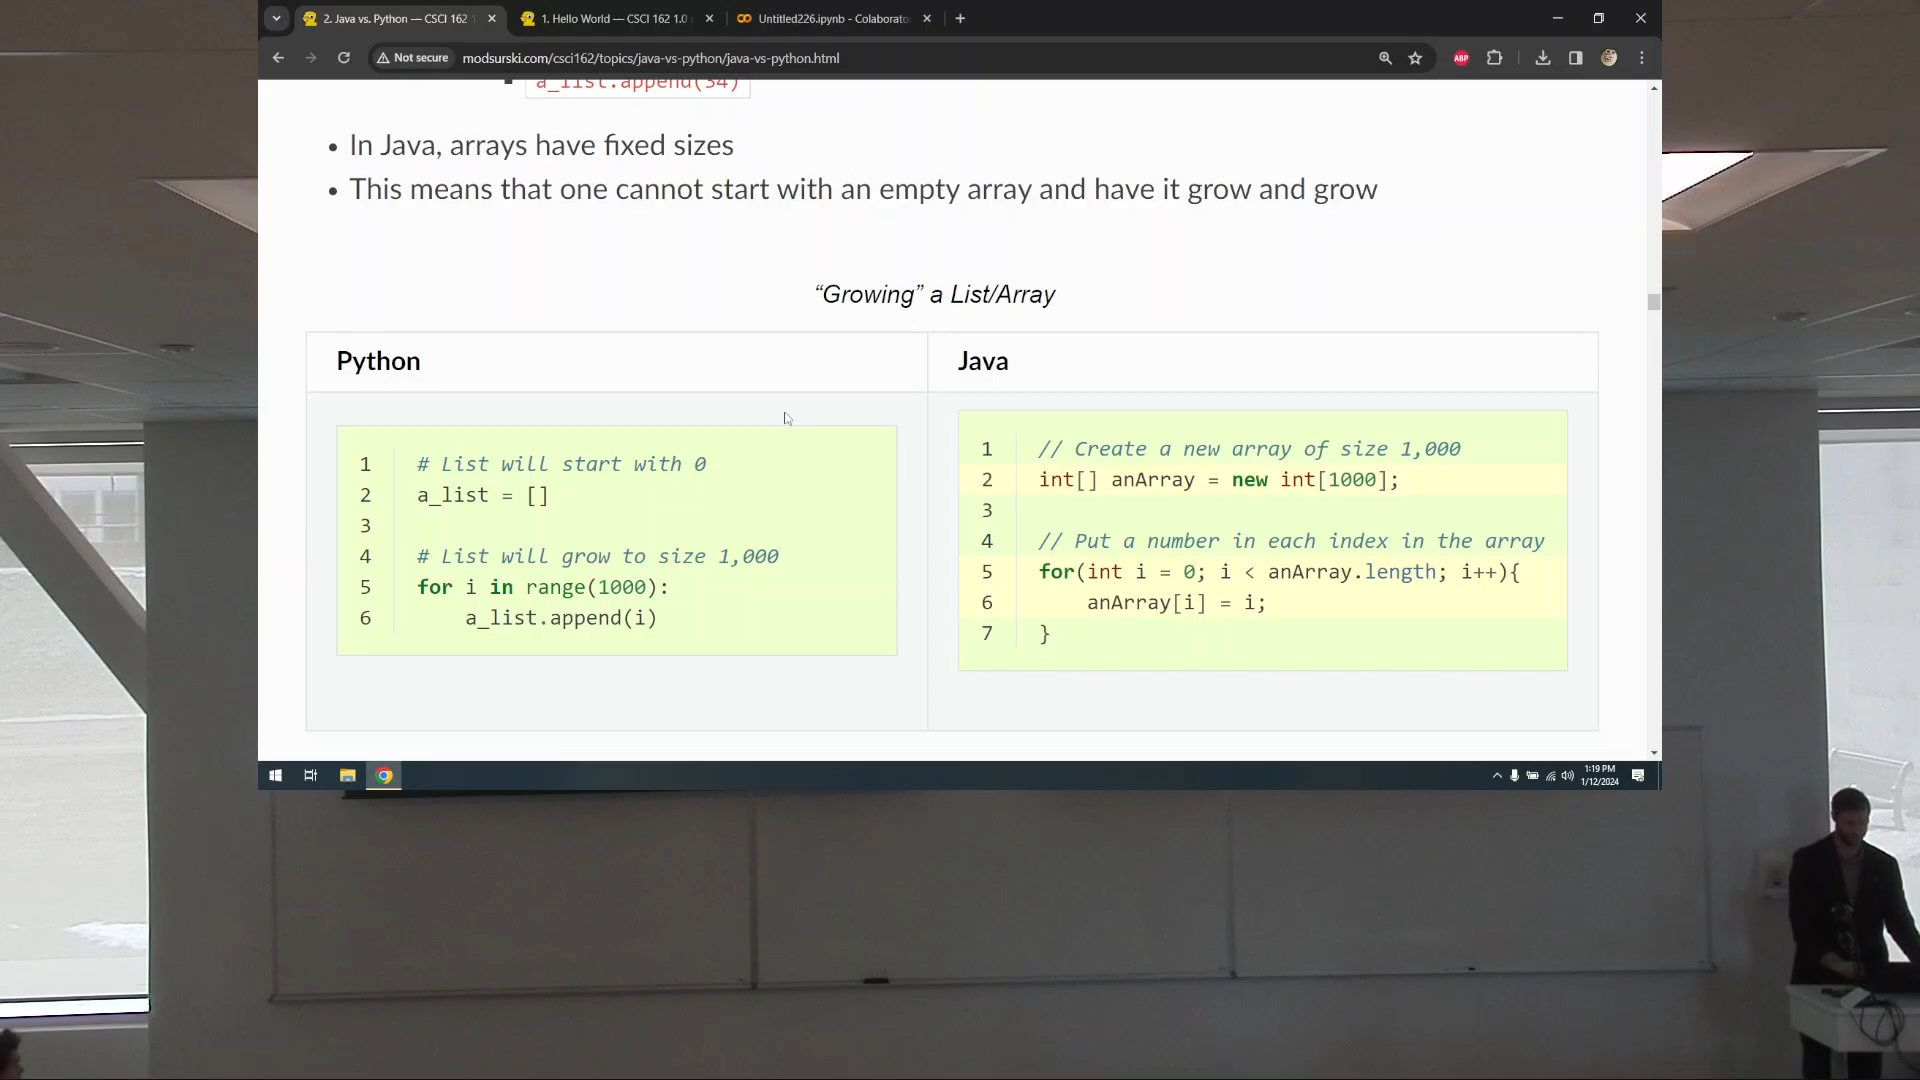 2. Java vs. Python — CSCI 162
1. Hello World — CSCI 162 1.0
Untitled226.ipynb - Colaborato
Not secure
modsurski.com/csci162/topics/java-vs-python/java-vs-python.html
ABP
a_list.append(34)
• In Java, arrays have fixed sizes
• This means that one cannot start with an empty array and have it grow and grow
“Growing” a List/Array
Python
1 # List will start with 0
2 a_list = []
3
4 # List will grow to size 1,000
5 for i in range(1000):
6 a_list.append(i)
Java
1 // Create a new array of size 1,000
2 int[] anArray = new int[1000];
3
4 // Put a number in each index in the array
5 for(int i = 0; i < anArray.length; i++){
6 anArray[i] = i;
7 }
1:19 PM
1/12/2024